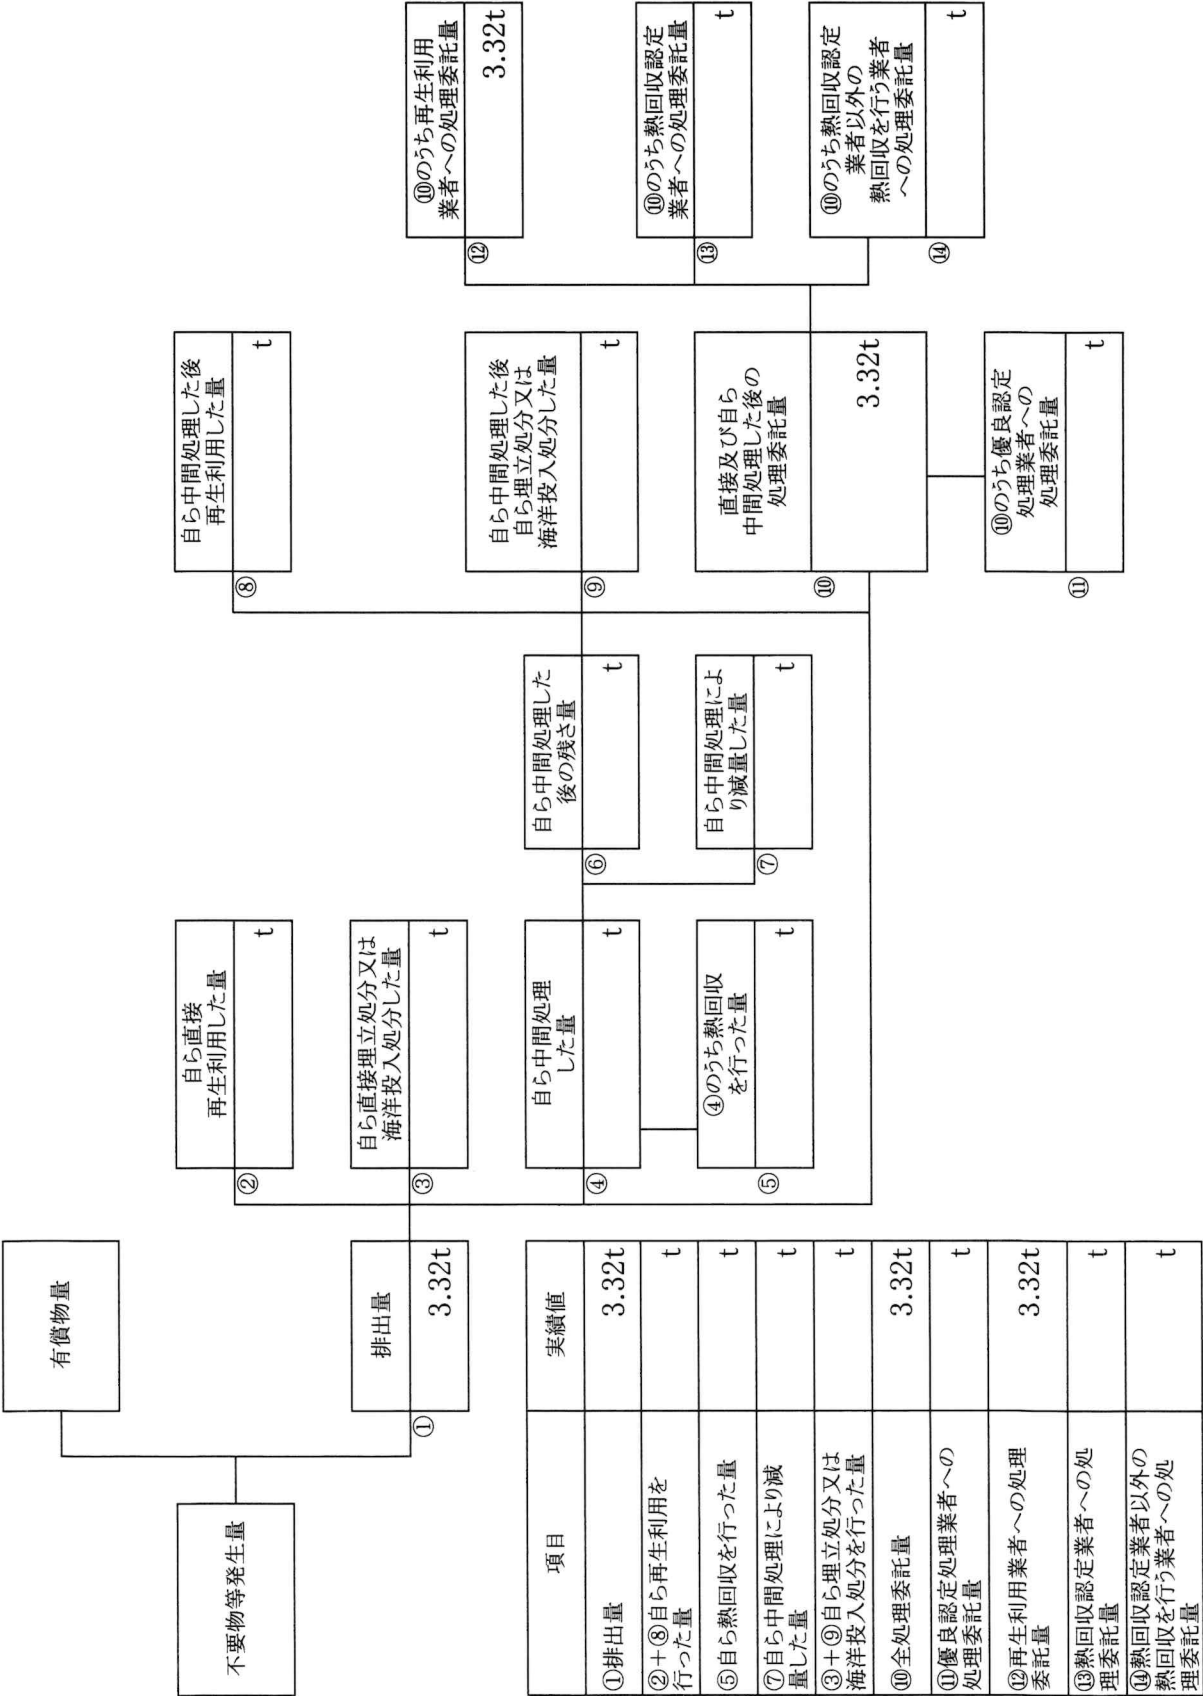 不要物等発生量
有償物量
①
排出量
3.32t
②
自ら直接
再生利用した量
t
③
自ら直接埋立処分又は
海洋投入処分した量
t
④
自ら中間処理
した量
t
⑤
④のうち熱回収
を行った量
t
⑥
自ら中間処理した
後の残さ量
t
⑦
自ら中間処理によ
り減量した量
t
⑧
自ら中間処理した後
再生利用した量
t
⑨
自ら中間処理した後
自ら埋立処分又は
海洋投入処分した量
t
⑩
直接及び自ら
中間処理した後の
処理委託量
3.32t
⑪
⑩のうち優良認定
処理業者への
処理委託量
t
⑫
⑩のうち再生利用
業者への処理委託量
3.32t
⑬
⑩のうち熱回収認定
業者への処理委託量
t
⑭
⑩のうち熱回収認定
業者以外の
熱回収を行う業者
への処理委託量
t
項目 実績値
①排出量 3.32t
②+⑧自ら再生利用を
行った量 t
⑤自ら熱回収を行った量 t
⑦自ら中間処理により減
量した量 t
③+⑨自ら埋立処分又は
海洋投入処分を行った量 t
⑩全処理委託量 3.32t
⑪優良認定処理業者への
処理委託量 t
⑫再生利用業者への処理
委託量 3.32t
⑬熱回収認定業者への処
理委託量 t
⑭熱回収認定業者以外の
熱回収を行う業者への処
理委託量 t